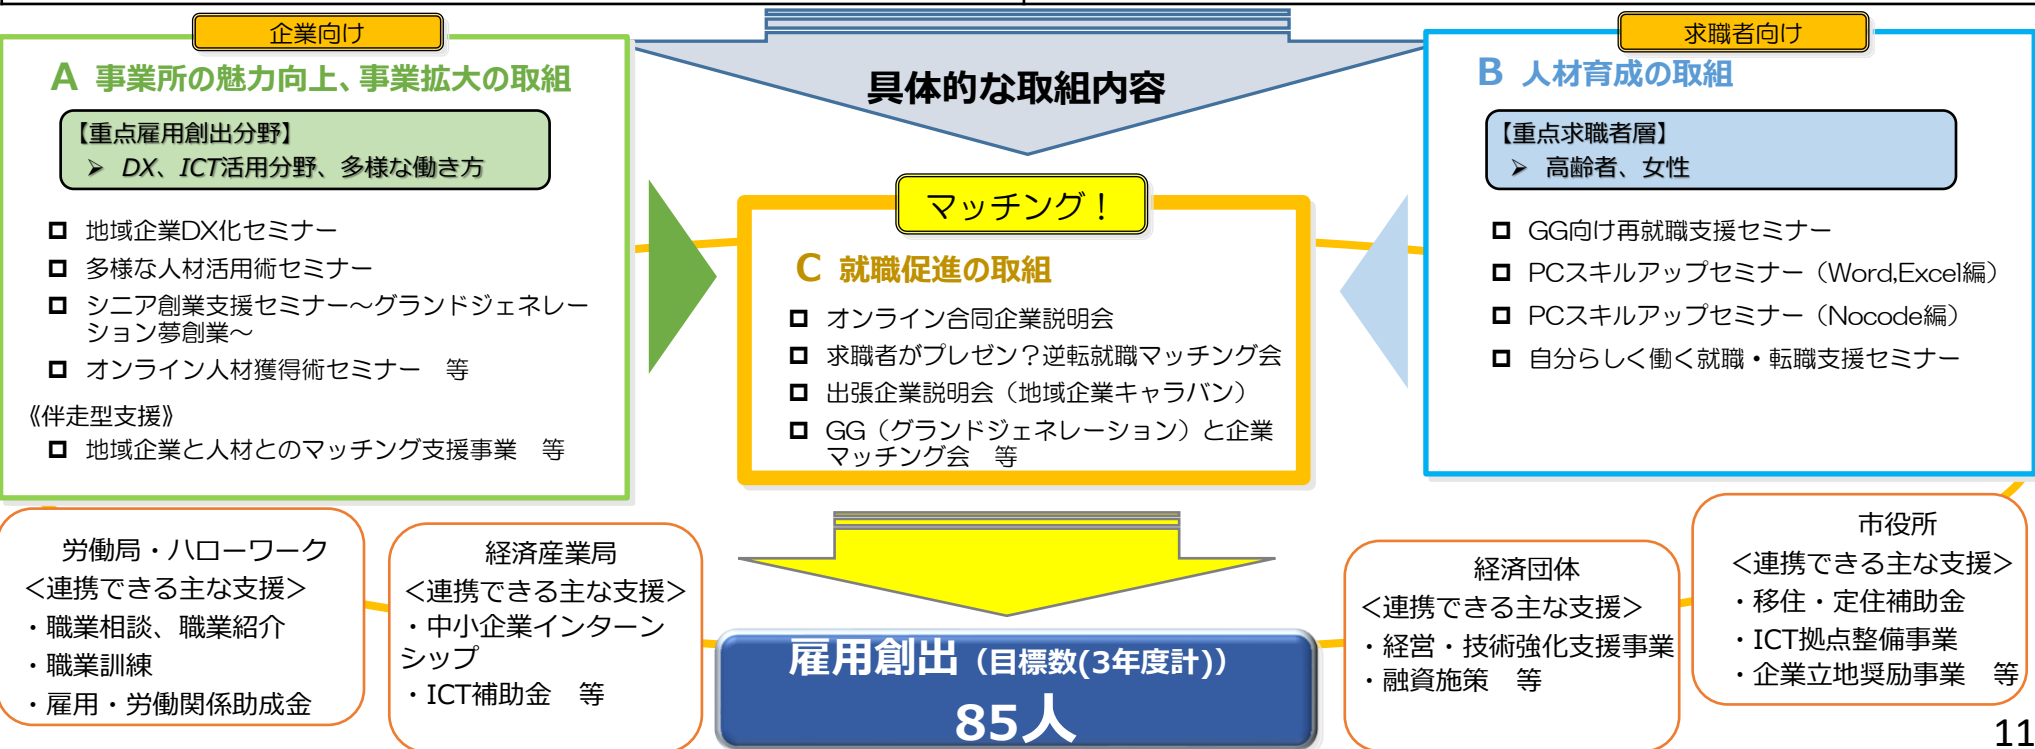 具体的な取組内容
企業向け
A 事業所の魅力向上、事業拡大の取組
【重点雇用創出分野】
➢ DX、ICT活用分野、多様な働き方
◻ 地域企業DX化セミナー
◻ 多様な人材活用術セミナー
◻ シニア創業支援セミナー～グランドジェネレー
ション夢創業～
◻ オンライン人材獲得術セミナー　等
《伴走型支援》
◻ 地域企業と人材とのマッチング支援事業　等
マッチング！
C 就職促進の取組
◻ オンライン合同企業説明会
◻ 求職者がプレゼン？逆転就職マッチング会
◻ 出張企業説明会（地域企業キャラバン）
◻ GG（グランドジェネレーション）と企業
マッチング会　等
求職者向け
B 人材育成の取組
【重点求職者層】
➢ 高齢者、女性
◻ GG向け再就職支援セミナー
◻ PCスキルアップセミナー（Word,Excel編）
◻ PCスキルアップセミナー（Nocode編）
◻ 自分らしく働く就職・転職支援セミナー
労働局・ハローワーク
＜連携できる主な支援＞
・職業相談、職業紹介
・職業訓練
・雇用・労働関係助成金
経済産業局
＜連携できる主な支援＞
・中小企業インターン
シップ
・ICT補助金　等
雇用創出（目標数(3年度計)）
85人
経済団体
＜連携できる主な支援＞
・経営・技術強化支援事業
・融資施策　等
市役所
＜連携できる主な支援＞
・移住・定住補助金
・ICT拠点整備事業
・企業立地奨励事業　等
11